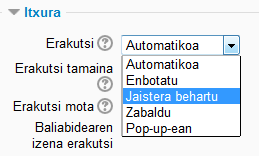 Itxura
Erakutsi Automatikoa
Automatikoa
Erakutsi tamaina
Enbotatu
Jaistera behartu
Erakutsi mota
Zabaldu
Pop-up-ean
Baliabidearen
izena erakutsi